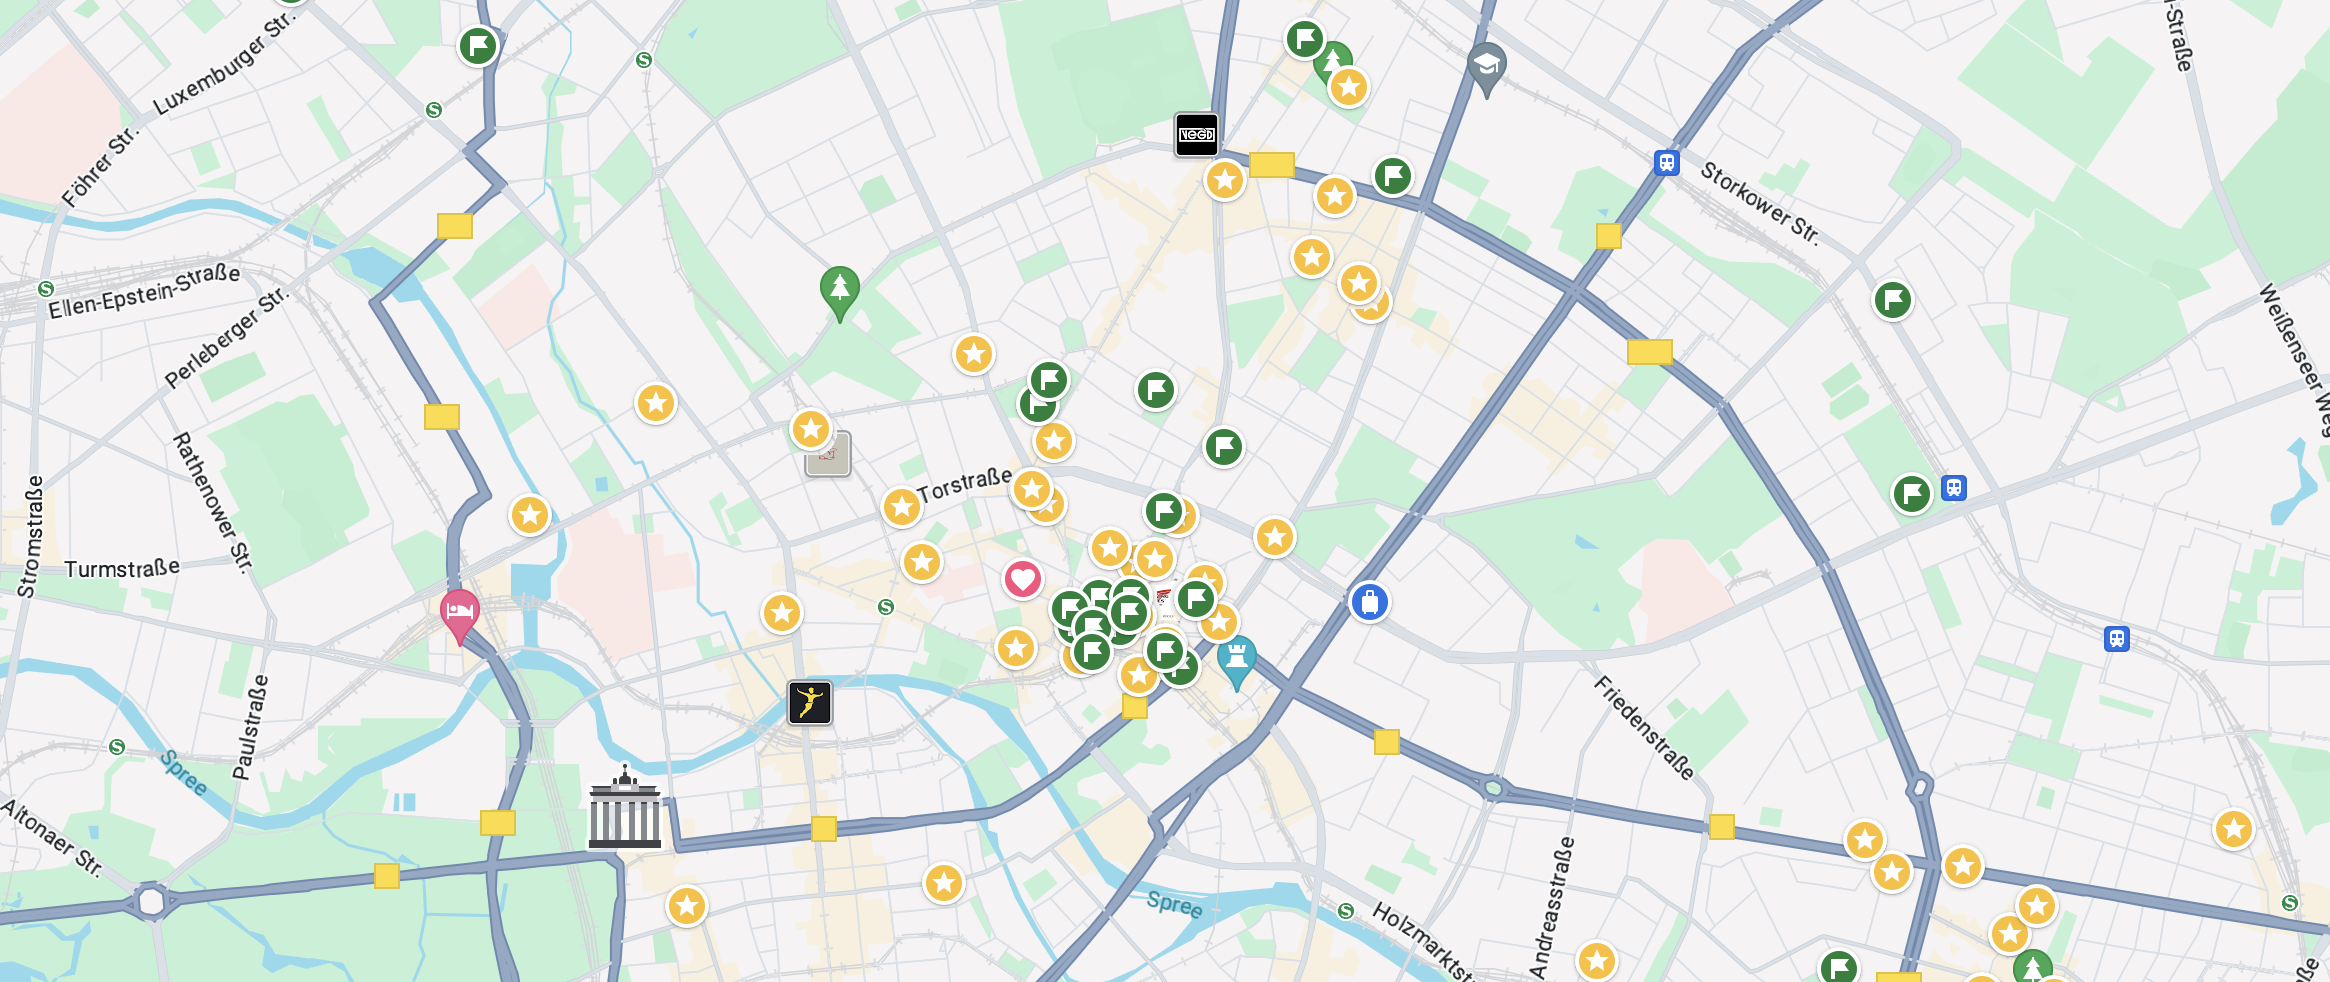 Luxemburger Str.
Föhrer Str.
-Straße
VEGD
Storkower Str.
Ellen-Epstein-Straße
Perleberger Str.
Weißenseer Weg
Rathenower Str.
Torstraße
Stromstraße
Turmstraße
Paulstraße
Friedenstraße
Spree
Altonaer Str.
Andreasstraße
Spree
Holzmarktst
S
S
S
S
S
S
S